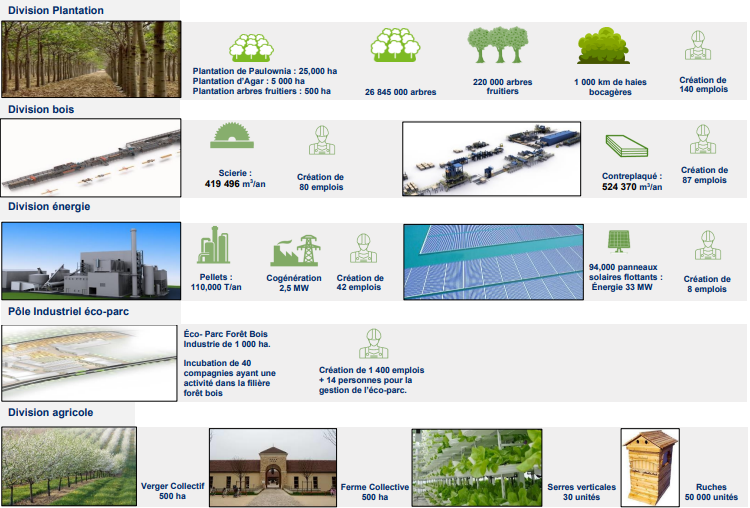 Division Plantation
Plantation de Paulownia : 25,000 ha
Plantation d'Agar : 5 000 ha
Plantation arbres fruitiers : 500 ha
26 845 000 arbres
220 000 arbres
fruitiers
1 000 km de haies
bocagères
Création de
140 emplois
Division bois
Scierie :
419 496 m³/an
Création de
80 emplois
Contreplaqué :
524 370 m³/an
Création de
87 emplois
Division énergie
Pellets :
110,000 T/an
Cogénération
2,5 MW
Création de
42 emplois
94,000 panneaux
solaires flottants :
Énergie 33 MW
Création de
8 emplois
Pôle Industriel éco-parc
Éco- Parc Forêt Bois
Industrie de 1 000 ha.
Incubation de 40
compagnies ayant une
activité dans la filière
forêt bois
Création de 1 400 emplois
+ 14 personnes pour la
gestion de l'éco-parc.
Division agricole
Verger Collectif
500 ha
Ferme Collective
500 ha
Serres verticales
30 unités
Ruches
50 000 unités